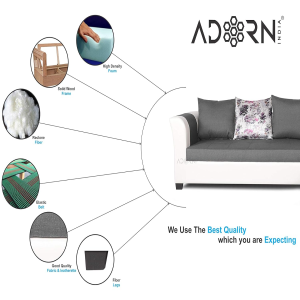 ADORN
INDIA
High Density
Foam
Solid Wood
Frame
Recron
Fiber
Elastic
Belt
Good Quality
Fabric & leatherette
Fiber
Legs
We Use The Best Quality
which you are Expecting